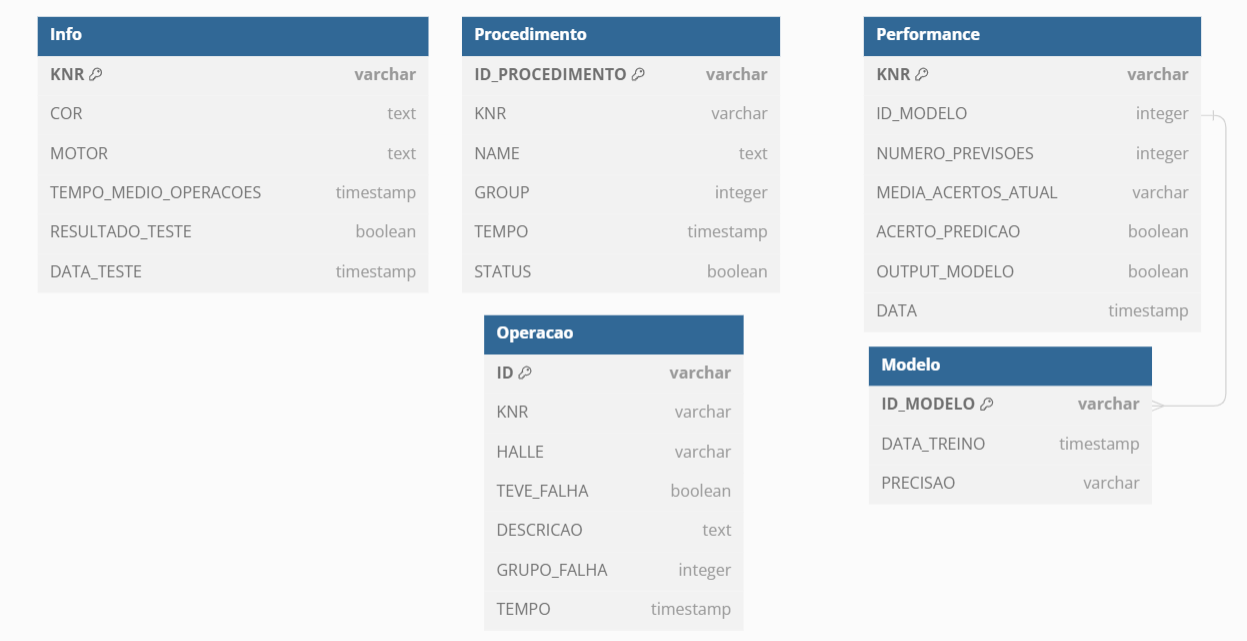 Info
KNR varchar
COR text
MOTOR text
TEMPO_MEDIO_OPERACOES timestamp
RESULTADO_TESTE boolean
DATA_TESTE timestamp
Procedimento
ID_PROCEDIMENTO varchar
KNR varchar
NAME text
GROUP integer
TEMPO timestamp
STATUS boolean
Operacao
ID varchar
KNR varchar
HALLE varchar
TEVE_FALHA boolean
DESCRICAO text
GRUPO_FALHA integer
TEMPO timestamp
Performance
KNR varchar
ID_MODELO integer
NUMERO_PREVISOES integer
MEDIA_ACERTOS_ATUAL varchar
ACERTO_PREDICAO boolean
OUTPUT_MODELO boolean
DATA timestamp
Modelo
ID_MODELO varchar
DATA_TREINO timestamp
PRECISAO varchar